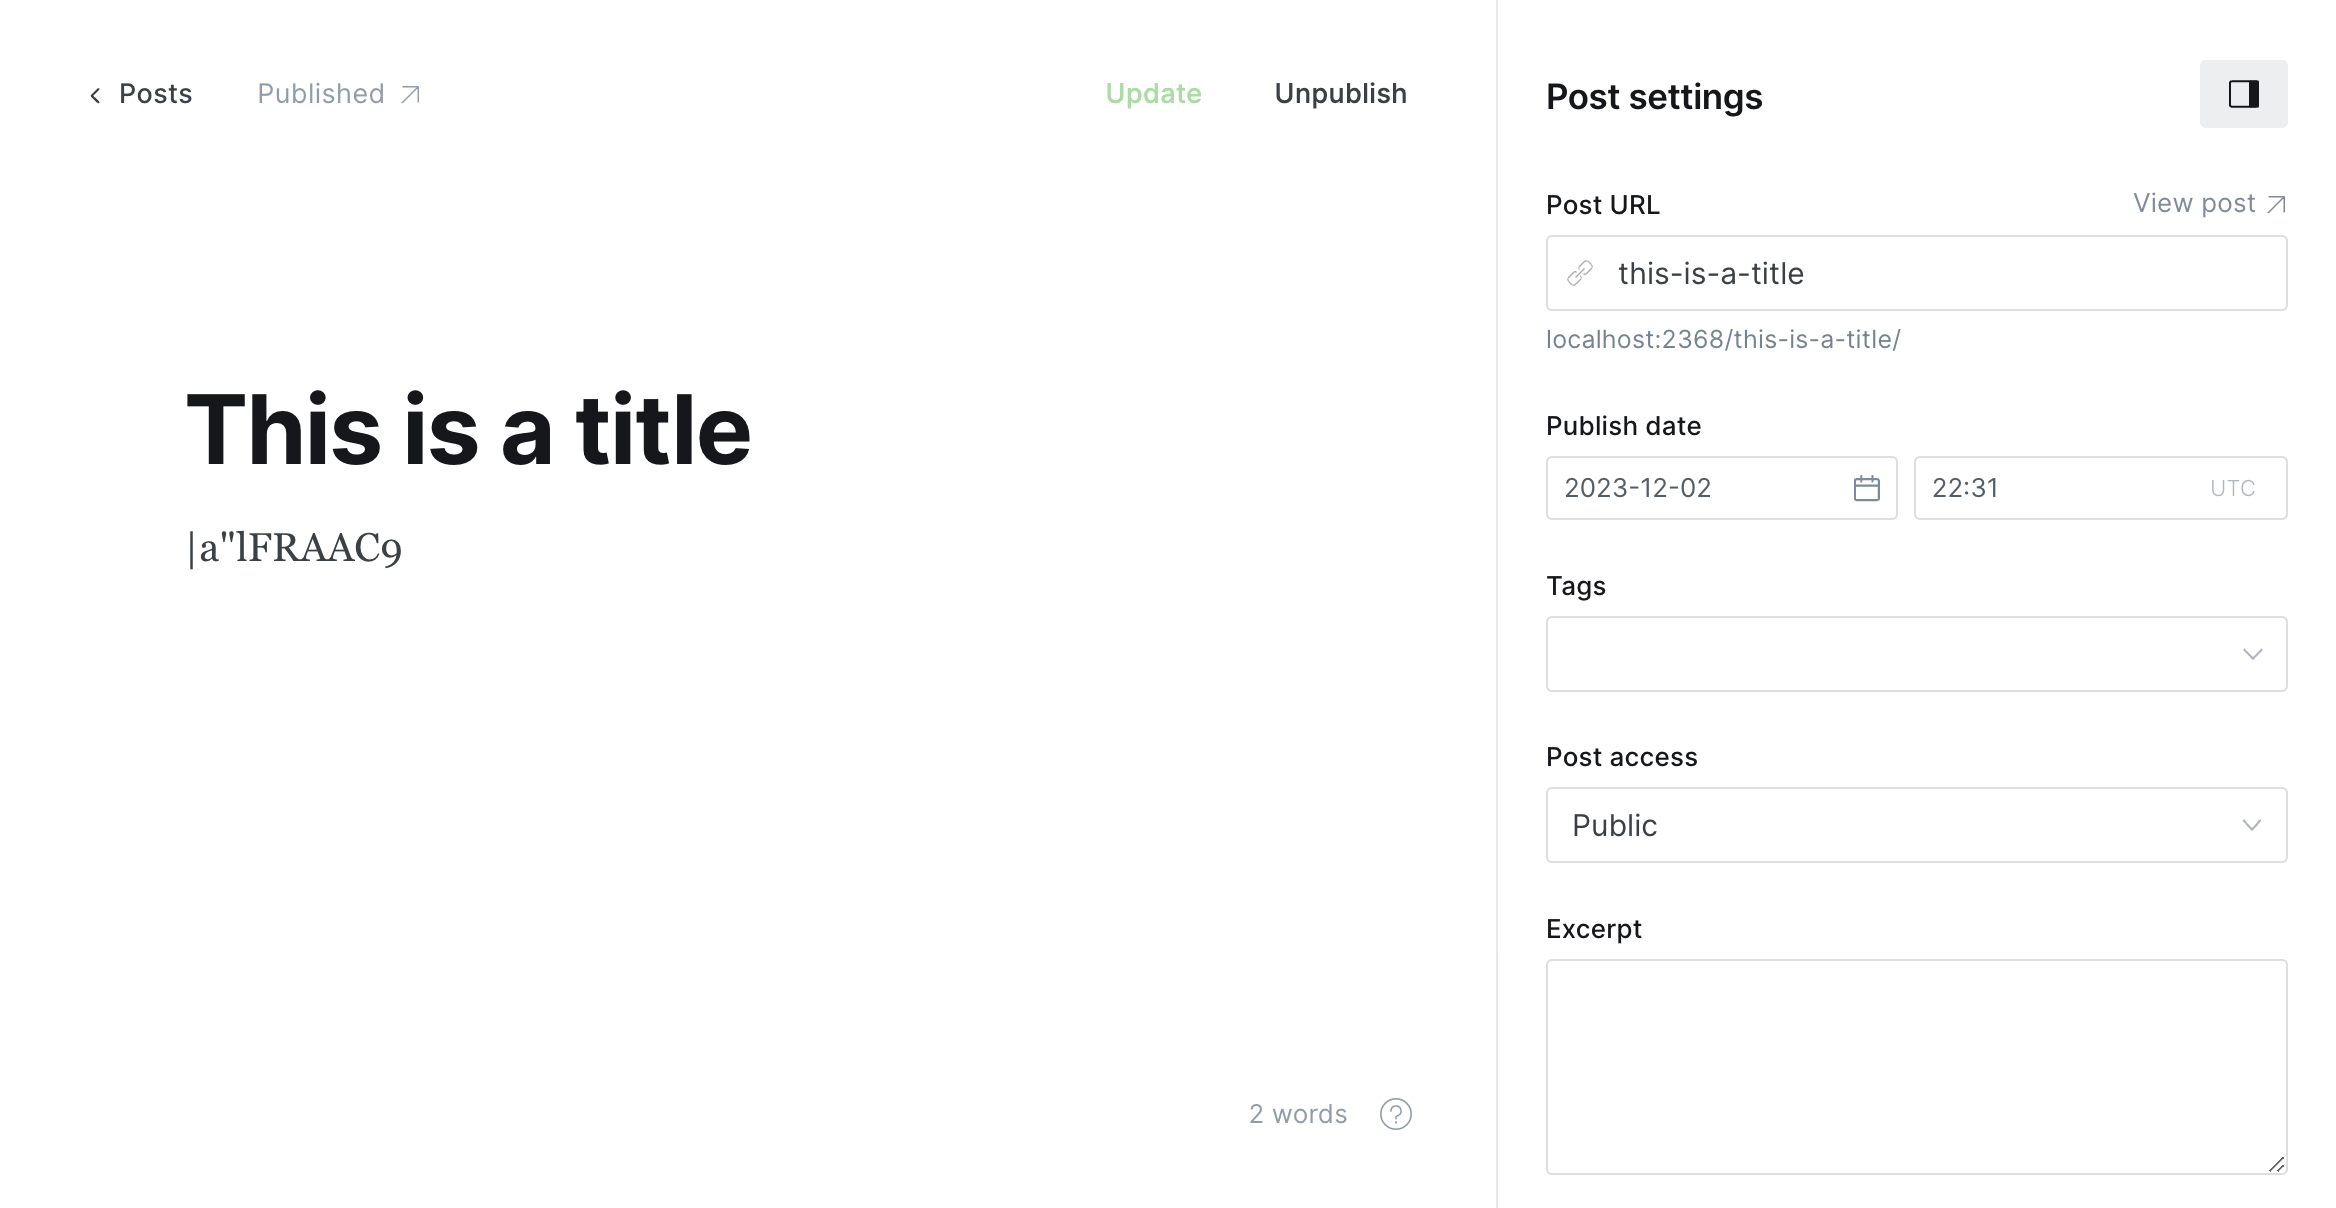 Posts
Published
Update
Unpublish
This is a title
|a"lFRAAC9
2 words
?
Post settings
Post URL
View post
this-is-a-title
localhost:2368/this-is-a-title/
Publish date
2023-12-02
22:31
UTC
Tags
Post access
Public
Excerpt